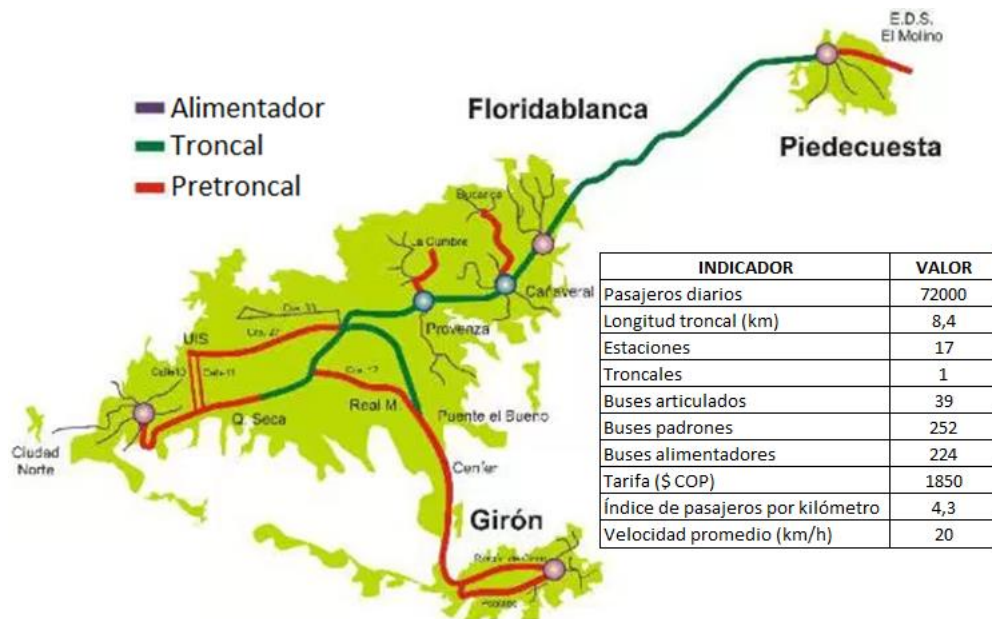 E.D.S.
El Molino
Alimentador
Troncal
Pretroncal
Floridablanca
Piedecuesta
La Cumbre
Cañaveral
Provenza
UIS
Q. Seca
Real M.
Puente el Bueno
Ciudad
Norte
Cenfer
Girón
INDICADOR VALOR
Pasajeros diarios 72000
Longitud troncal (km) 8,4
Estaciones 17
Troncales 1
Buses articulados 39
Buses padrones 252
Buses alimentadores 224
Tarifa ($ COP) 1850
Índice de pasajeros por kilómetro 4,3
Velocidad promedio (km/h) 20